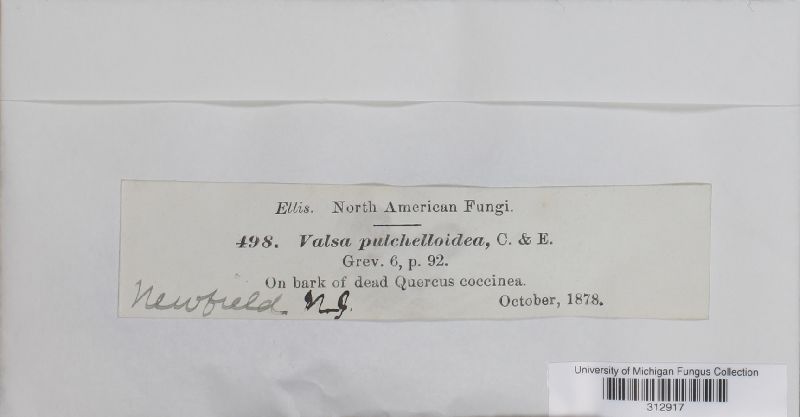 Ellis. North American Fungi.
498. Valsa pulchelloidea, C. & E.
Grev. 6, p. 92.
On bark of dead Quercus coccinea.
Newfield N.J.
October, 1878.
University of Michigan Fungus Collection
312917